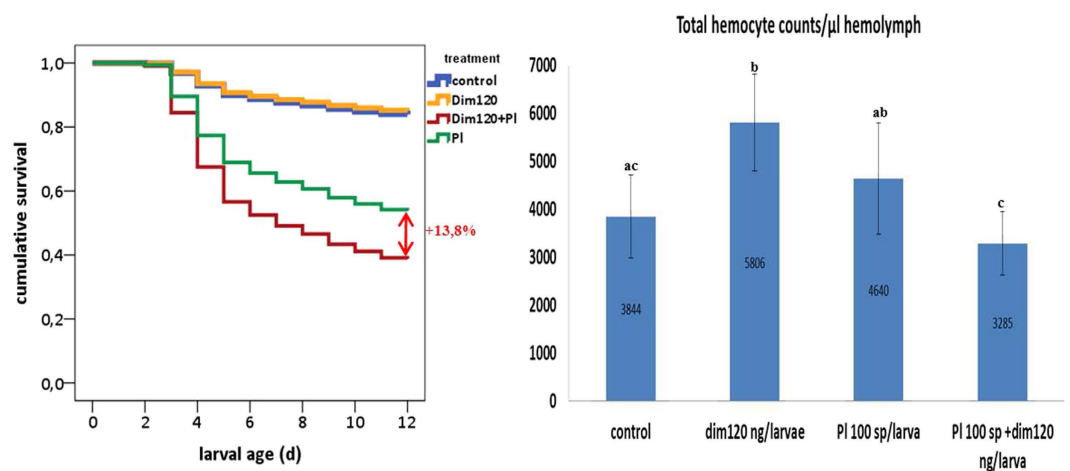 treatment
control
Dim120
Dim120+Pl
Pl
cumulative survival
1,0
0,8
0,6
0,4
0,2
0,0
+13,8%
0 2 4 6 8 10 12
larval age (d)
Total hemocyte counts/µl hemolymph
7000
6000
5000
4000
3000
2000
1000
0
ac
b
ab
c
3844
5806
4640
3285
control
dim120 ng/larvae
Pl 100 sp/larva
Pl 100 sp +dim120
ng/larva